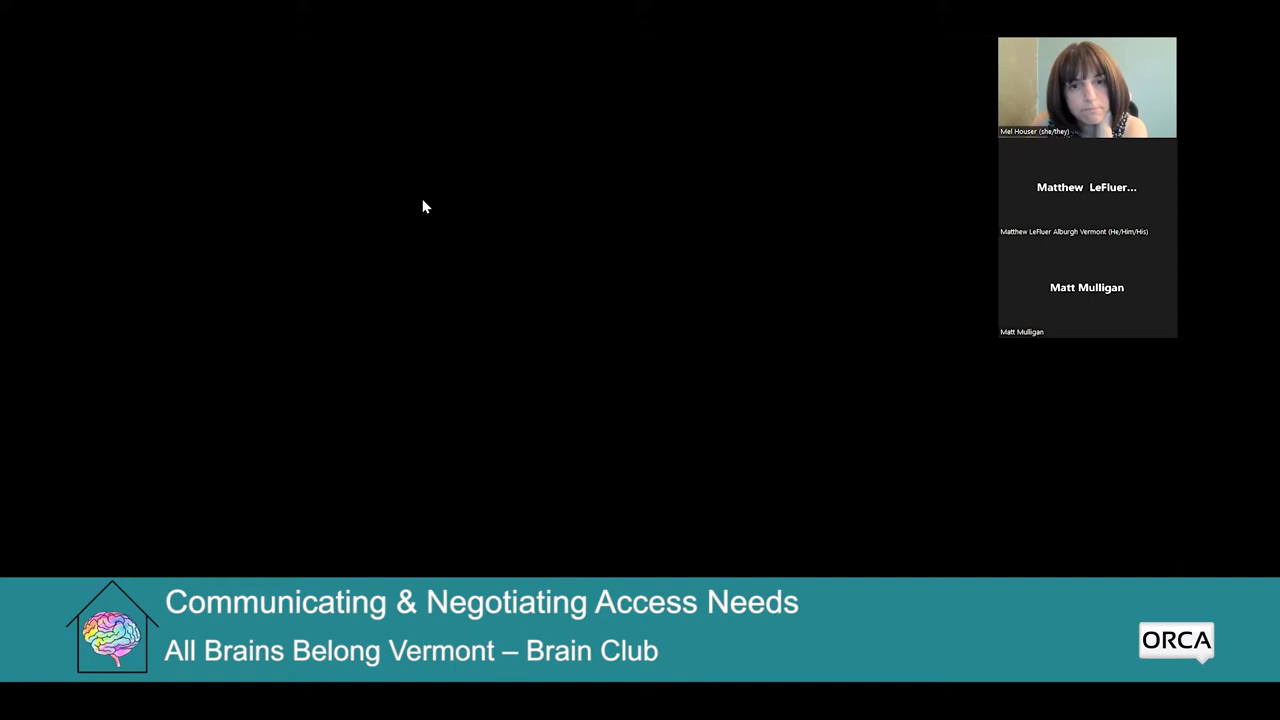 Mel Houser (she/they)
Matthew LeFluer...
Matthew LeFluer Alburgh Vermont (He/Him/His)
Matt Mulligan
Matt Mulligan
Communicating & Negotiating Access Needs
All Brains Belong Vermont – Brain Club
ORCA